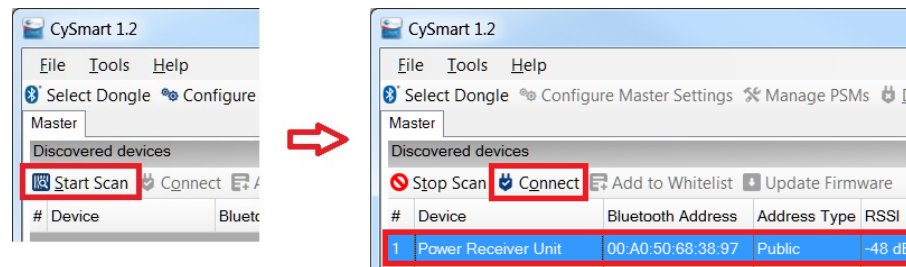 CySmart 1.2
File Tools Help
Select Dongle Configure
Master
Discovered devices
Start Scan Connect
# Device
CySmart 1.2
File Tools Help
Select Dongle Configure Master Settings Manage PSMs
Master
Discovered devices
Stop Scan Connect Add to Whitelist Update Firmware
# Device Bluetooth Address Address Type RSSI
1 Power Receiver Unit 00:A0:50:68:38:97 Public -48